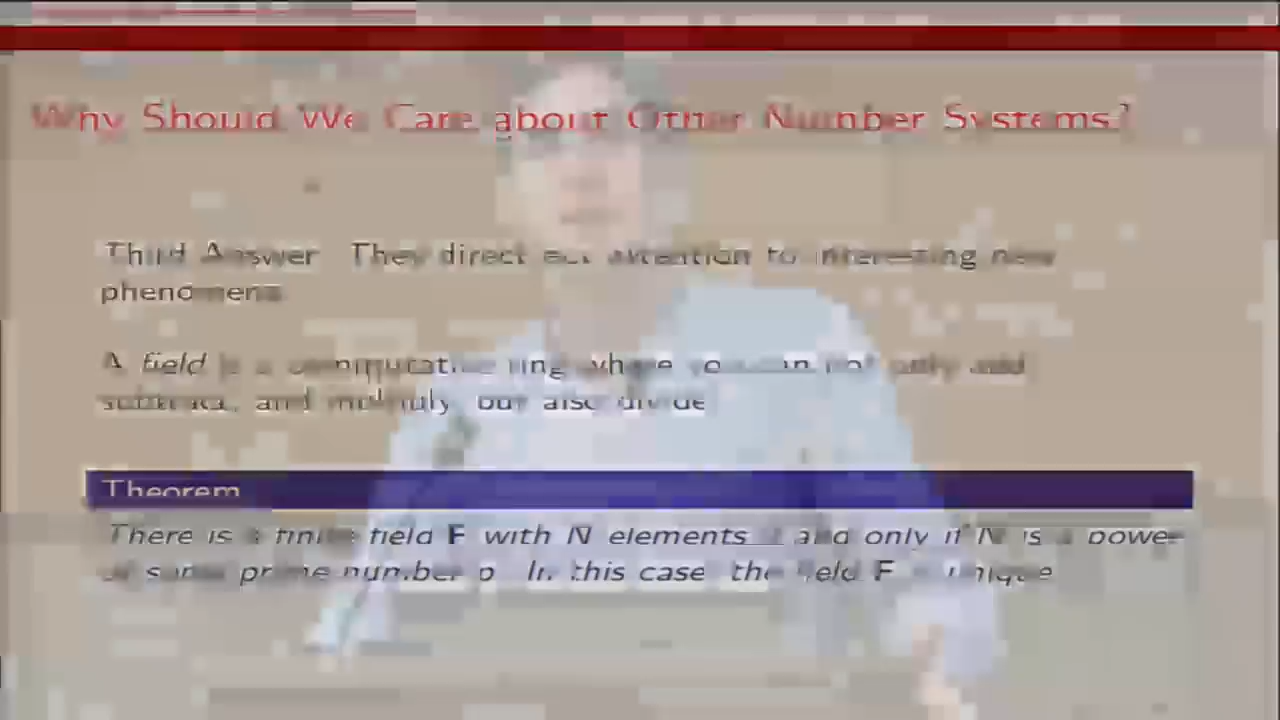 Why Should We Care about Other Number Systems?
Third Answer They direct our attention to interesting new
phenomena
A field is a commutative ring where you can not only add
subtract, and multiply, but also divide
Theorem
There is a finite field F with N elements if and only if N is a power
of some prime number p. In this case, the field F is unique